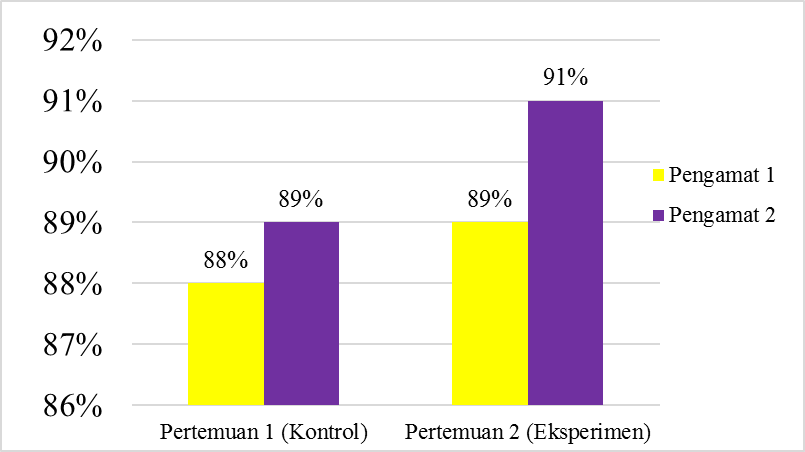 92%
91%
90%
89%
88%
87%
86%
88%
89%
89%
91%
Pertemuan 1 (Kontrol)
Pertemuan 2 (Eksperimen)
Pengamat 1
Pengamat 2